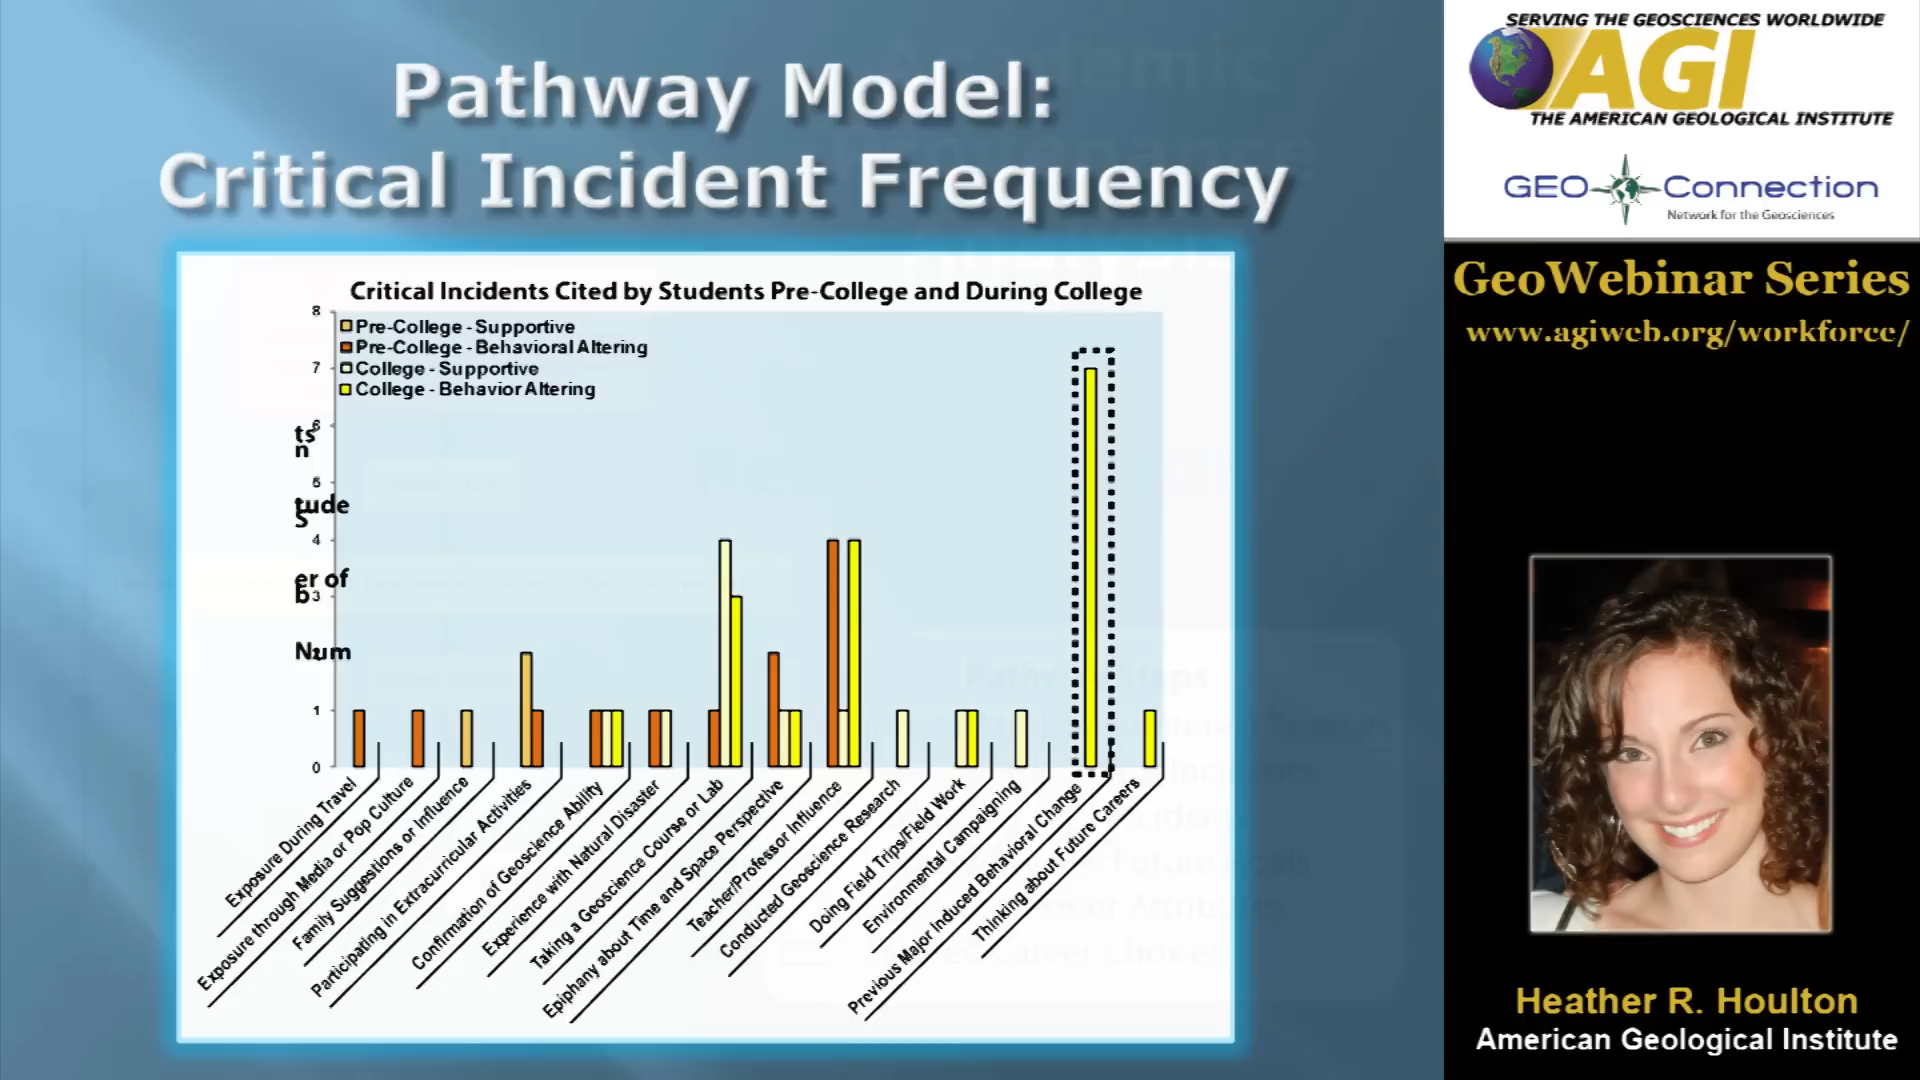 Pathway Model:
Critical Incident Frequency
Critical Incidents Cited by Students Pre-College and During College
Pre-College - Supportive
Pre-College - Behavioral Altering
College - Supportive
College - Behavior Altering
8
7
6
5
4
3
2
1
0
ts
n
tude
S
er of
b
Num
Exposure During Travel
Exposure through Media or Pop Culture
Family Suggestions or Influence
Participating in Extracurricular Activities
Confirmation of Geoscience Ability
Experience with Natural Disaster
Taking a Geoscience Course or Lab
Epiphany about Time and Space Perspective
Teacher/Professor Influence
Conducted Geoscience Research
Doing Field Trips/Field Work
Environmental Campaigning
Previous Major Induced Behavioral Change
Thinking about Future Careers
SERVING THE GEOSCIENCES WORLDWIDE
AGI
THE AMERICAN GEOLOGICAL INSTITUTE
GEO Connection
Network for the Geosciences
GeoWebinar Series
www.agiweb.org/workforce/
Heather R. Houlton
American Geological Institute